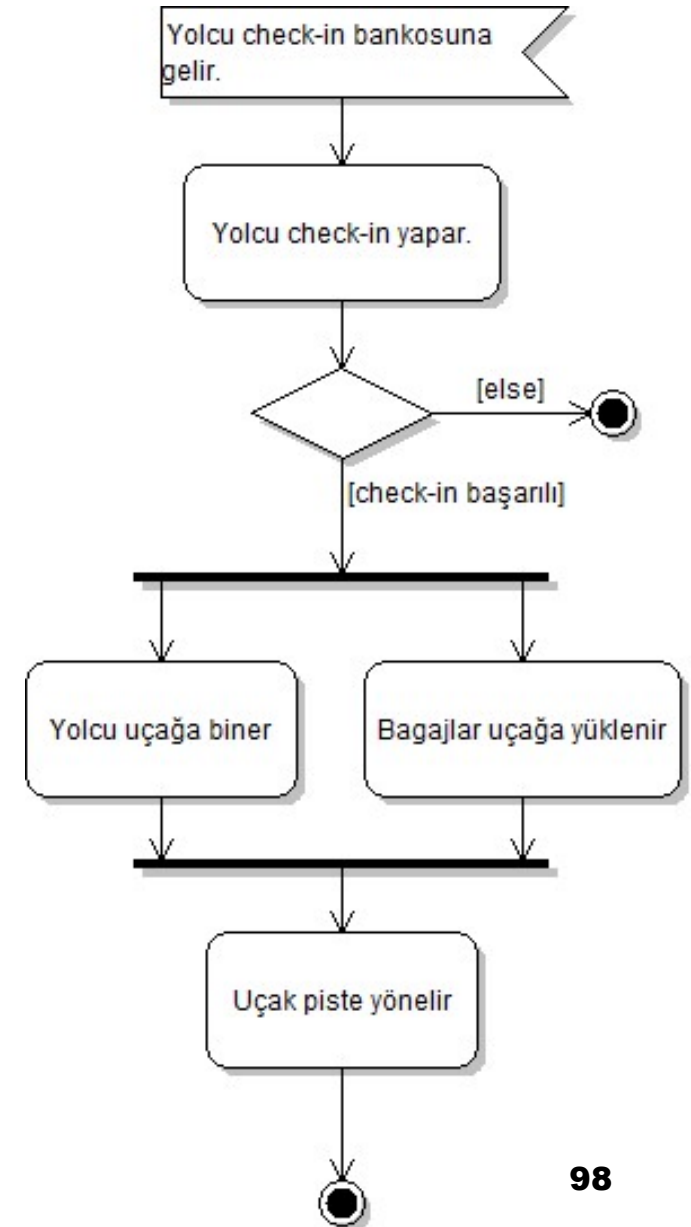 Yolcu check-in bankosuna
gelir.
Yolcu check-in yapar.
[else]
[check-in başarılı]
Yolcu uçağa biner
Bagajlar uçağa yüklenir
Uçak piste yönelir
98